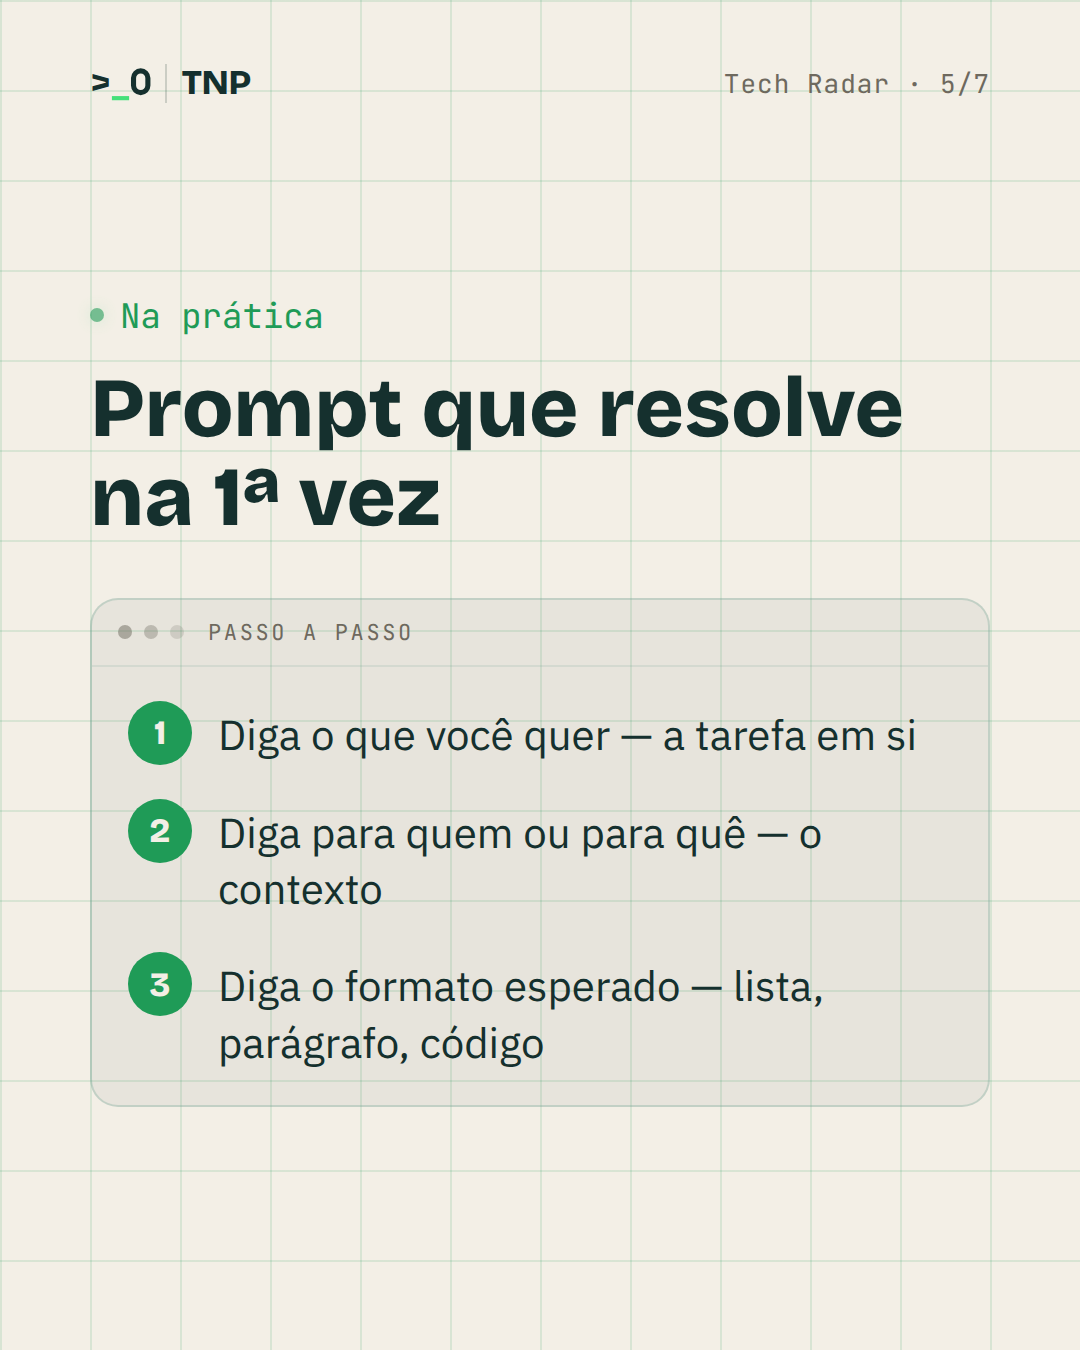 >_0 | TNP
Tech Radar · 5/7
Na prática
Prompt que resolve
na 1ª vez
PASSO A PASSO
1 Diga o que você quer — a tarefa em si
2 Diga para quem ou para quê — o
contexto
3 Diga o formato esperado — lista,
parágrafo, código